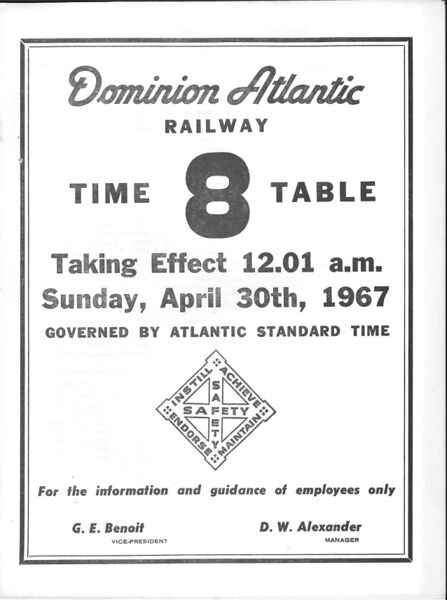 Dominion Atlantic
RAILWAY
TIME 8 TABLE
Taking Effect 12.01 a.m.
Sunday, April 30th, 1967
GOVERNED BY ATLANTIC STANDARD TIME
INSTILL
ACHIEVE
SAFETY
SAFETY
ENDORSE
MAINTAIN
For the information and guidance of employees only
G. E. Benoit D. W. Alexander
VICE-PRESIDENT MANAGER